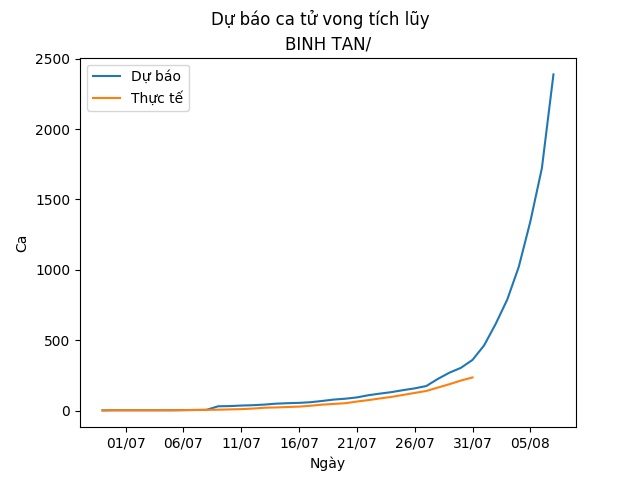 Dự báo ca tử vong tích lũy
BINH TAN/
Dự báo
Thực tế
Ca
2500
2000
1500
1000
500
0
01/07 06/07 11/07 16/07 21/07 26/07 31/07 05/08
Ngày